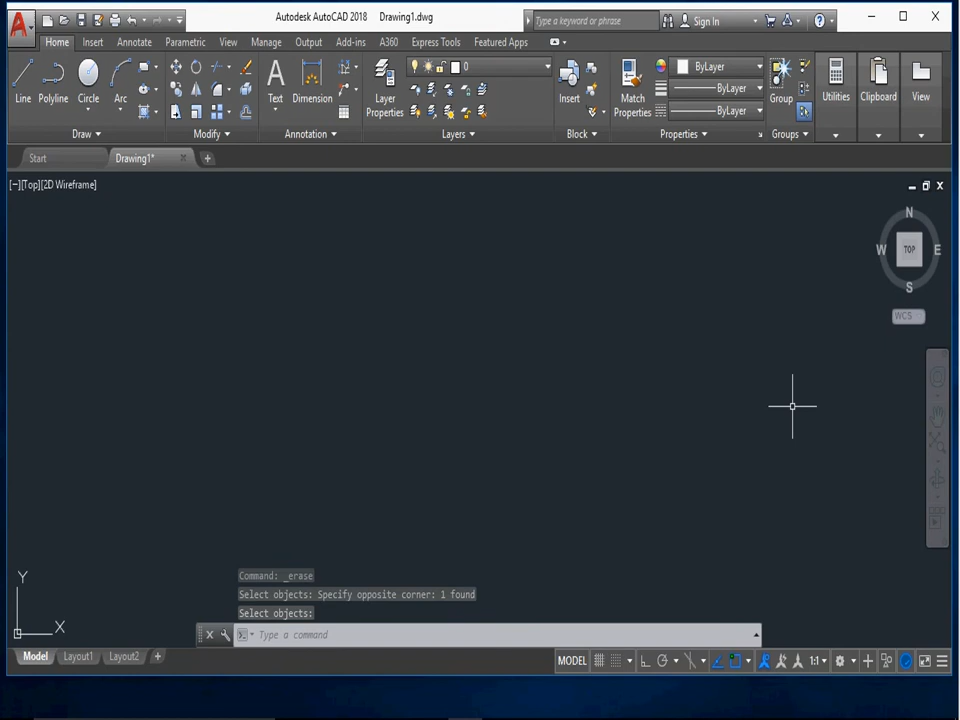 Autodesk AutoCAD 2018 Drawing1.dwg
Type a keyword or phrase
Sign In
Home Insert Annotate Parametric View Manage Output Add-ins A360 Express Tools Featured Apps
Line Polyline Circle Arc
Text Dimension
Layer
Properties
0
Insert
Match
Properties
ByLayer
ByLayer
ByLayer
Group
Utilities
Clipboard
View
Draw Modify Annotation Layers Block Properties Groups
Start Drawing1*
[−][Top][2D Wireframe]
N
W TOP E
S
WCS
Command: _erase
Select objects: Specify opposite corner: 1 found
Select objects:
Type a command
Y
X
Model Layout1 Layout2 +
MODEL 1:1